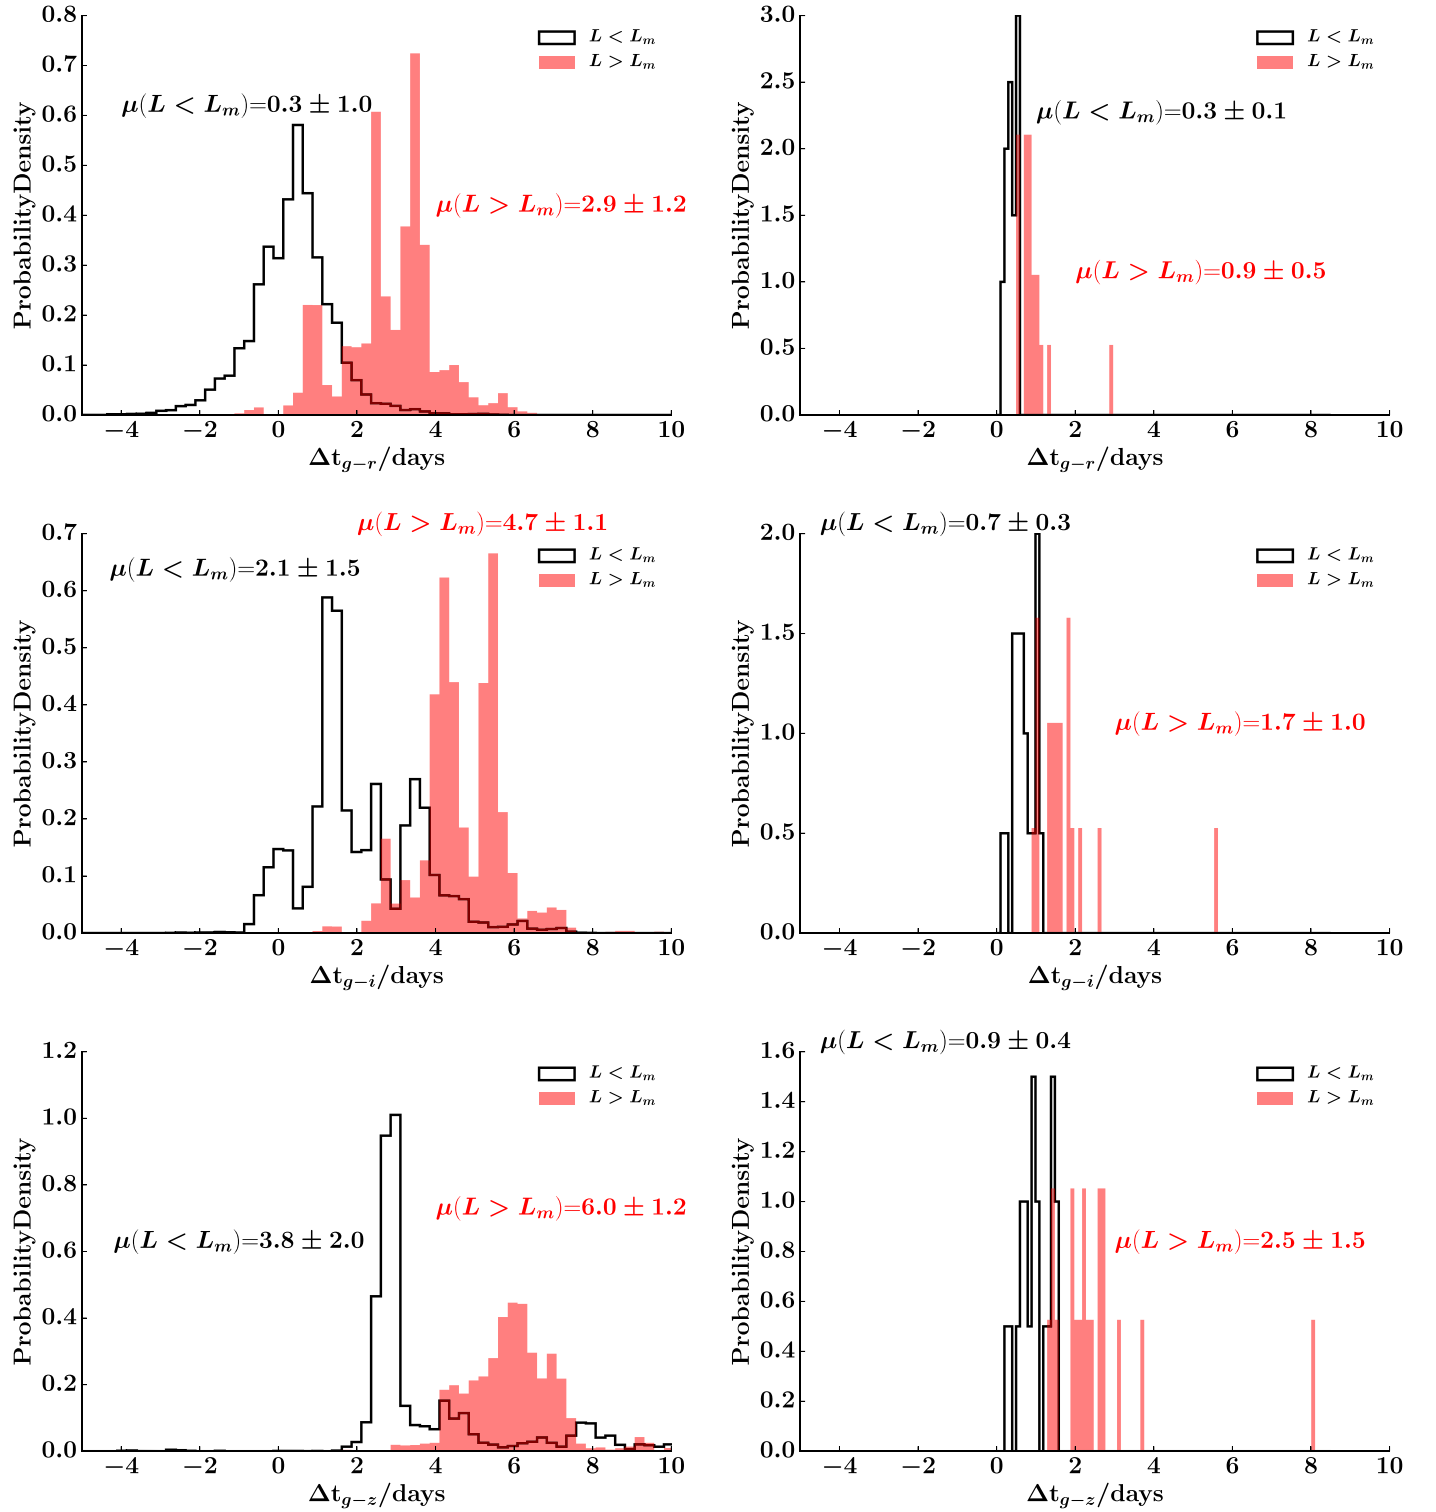 0.8
0.7
0.6
0.5
0.4
0.3
0.2
0.1
0.0
ProbabilityDensity
L < Lₘ
L > Lₘ
μ(L < Lₘ)=0.3 ± 1.0
μ(L > Lₘ)=2.9 ± 1.2
−4 −2 0 2 4 6 8 10
Δt_{g−r}/days
3.0
2.5
2.0
1.5
1.0
0.5
0.0
ProbabilityDensity
L < Lₘ
L > Lₘ
μ(L < Lₘ)=0.3 ± 0.1
μ(L > Lₘ)=0.9 ± 0.5
−4 −2 0 2 4 6 8 10
Δt_{g−r}/days
0.7
0.6
0.5
0.4
0.3
0.2
0.1
0.0
ProbabilityDensity
μ(L > Lₘ)=4.7 ± 1.1
L < Lₘ
L > Lₘ
μ(L < Lₘ)=2.1 ± 1.5
−4 −2 0 2 4 6 8 10
Δt_{g−i}/days
2.0
1.5
1.0
0.5
0.0
ProbabilityDensity
μ(L < Lₘ)=0.7 ± 0.3
L < Lₘ
L > Lₘ
μ(L > Lₘ)=1.7 ± 1.0
−4 −2 0 2 4 6 8 10
Δt_{g−i}/days
1.2
1.0
0.8
0.6
0.4
0.2
0.0
ProbabilityDensity
L < Lₘ
L > Lₘ
μ(L > Lₘ)=6.0 ± 1.2
μ(L < Lₘ)=3.8 ± 2.0
−4 −2 0 2 4 6 8 10
Δt_{g−z}/days
1.6
1.4
1.2
1.0
0.8
0.6
0.4
0.2
0.0
ProbabilityDensity
μ(L < Lₘ)=0.9 ± 0.4
L < Lₘ
L > Lₘ
μ(L > Lₘ)=2.5 ± 1.5
−4 −2 0 2 4 6 8 10
Δt_{g−z}/days